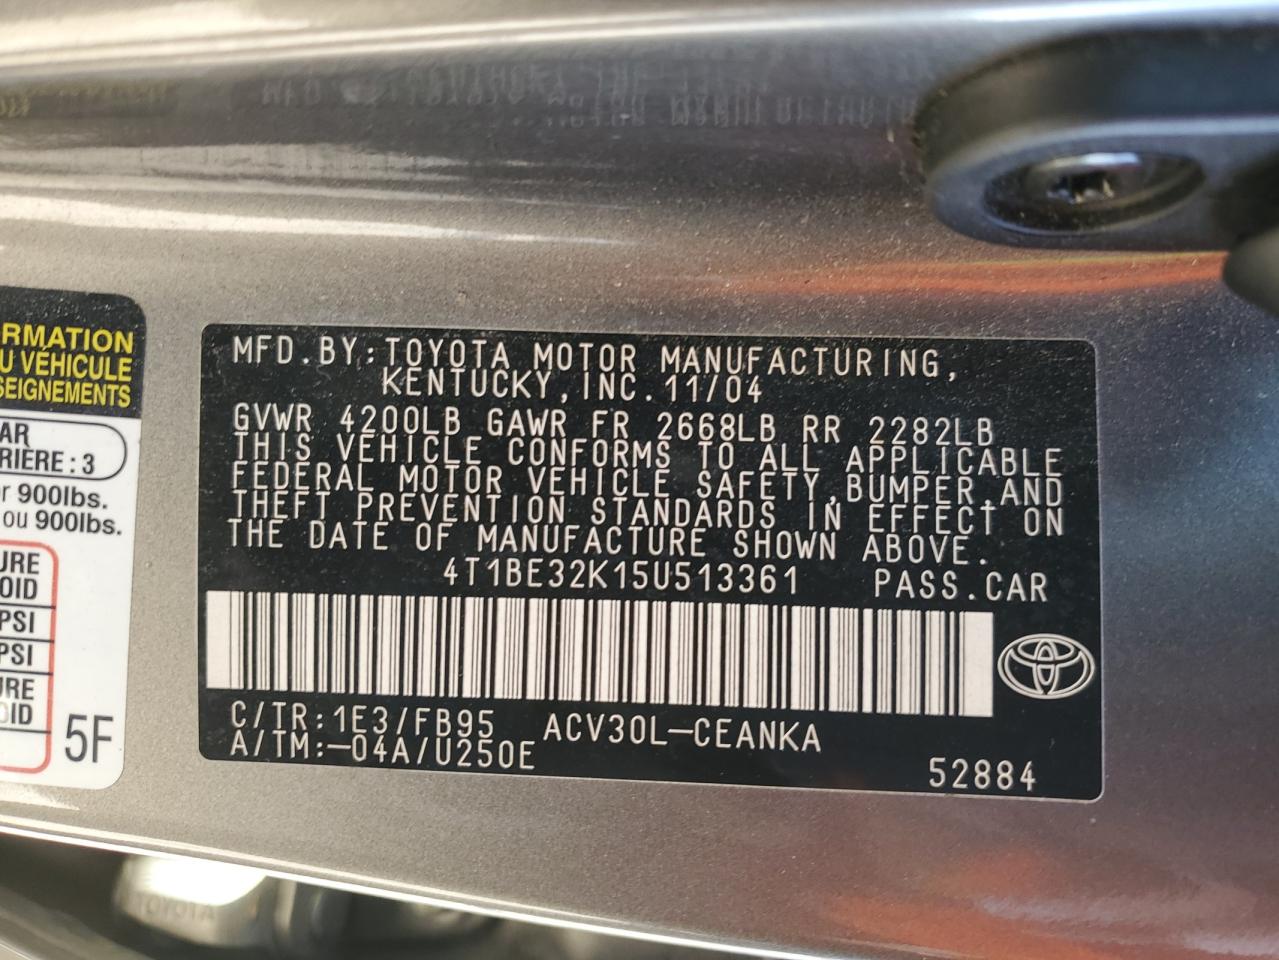 RMATION
U VÉHICULE
SEIGNEMENTS
AR
RIÈRE : 3
r 900lbs.
ou 900lbs.
URE
OID
PSI
PSI
URE
OID
5F
MFD.BY:TOYOTA MOTOR MANUFACTURING,
KENTUCKY,INC.11/04
GVWR 4200LB GAWR FR 2668LB RR 2282LB
THIS VEHICLE CONFORMS TO ALL APPLICABLE
FEDERAL MOTOR VEHICLE SAFETY,BUMPER,AND
THEFT PREVENTION STANDARDS IN EFFECT ON
THE DATE OF MANUFACTURE SHOWN ABOVE.
4T1BE32K15U513361 PASS.CAR
C/TR:1E3/FB95 ACV30L-CEANKA
A/TM:-04A/U250E
52884
TOYOTA